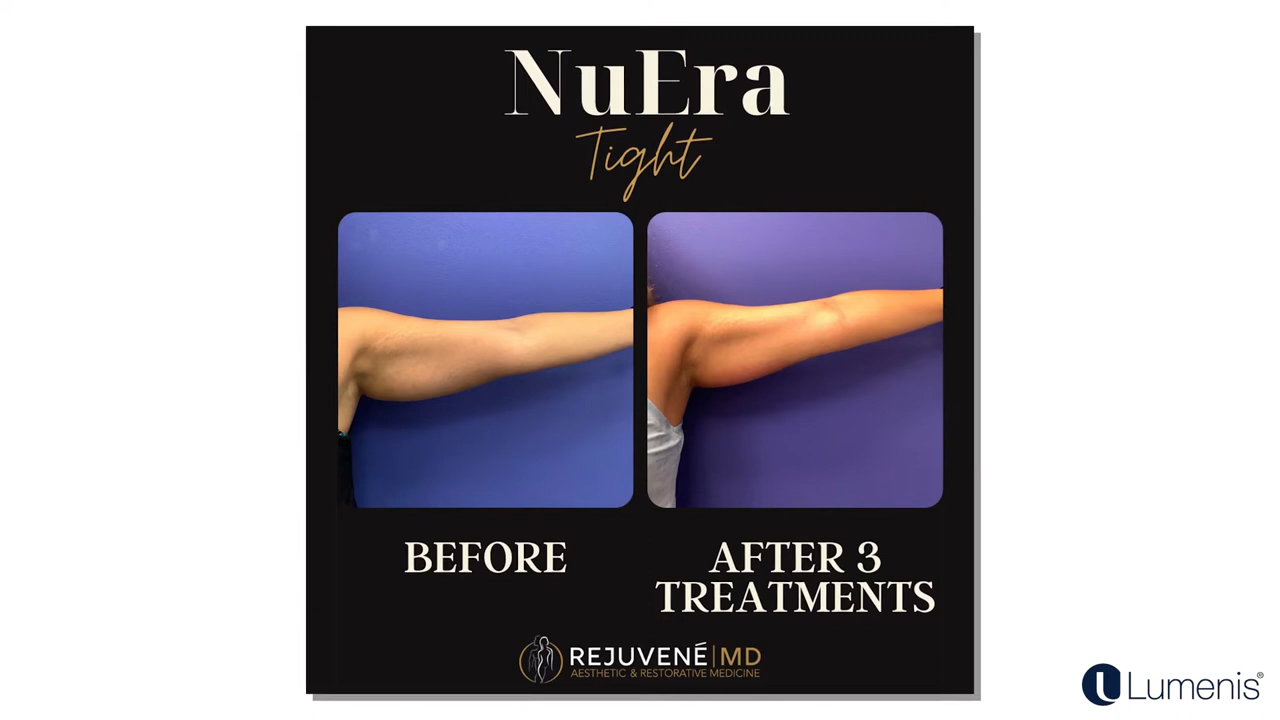 NuEra
Tight
BEFORE
AFTER 3
TREATMENTS
REJUVENÉ|MD
AESTHETIC & RESTORATIVE MEDICINE
Lumenis®